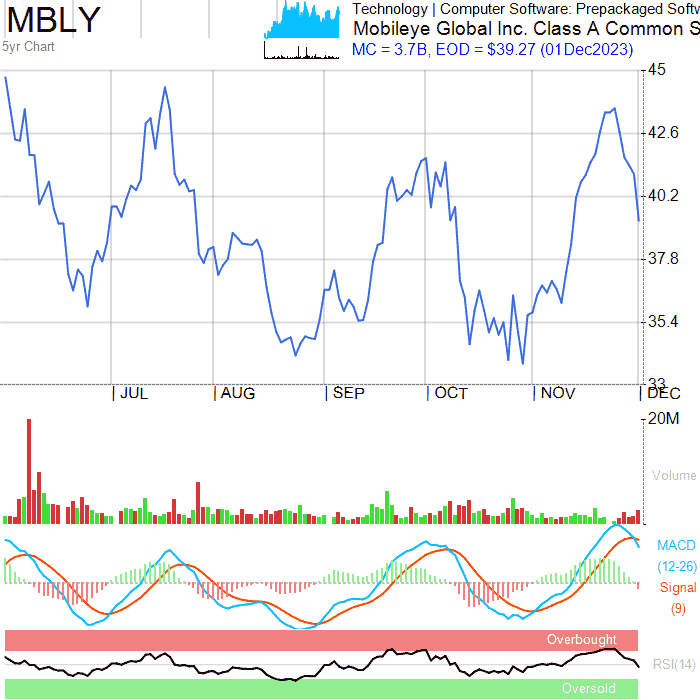 MBLY
5yr Chart
Technology | Computer Software: Prepackaged Softw
Mobileye Global Inc. Class A Common S
MC = 3.7B, EOD = $39.27 (01Dec2023)
45
42.6
40.2
37.8
35.4
33
JUL AUG SEP OCT NOV DEC
20M
Volume
MACD
(12-26)
Signal
(9)
Overbought
RSI(14)
Oversold